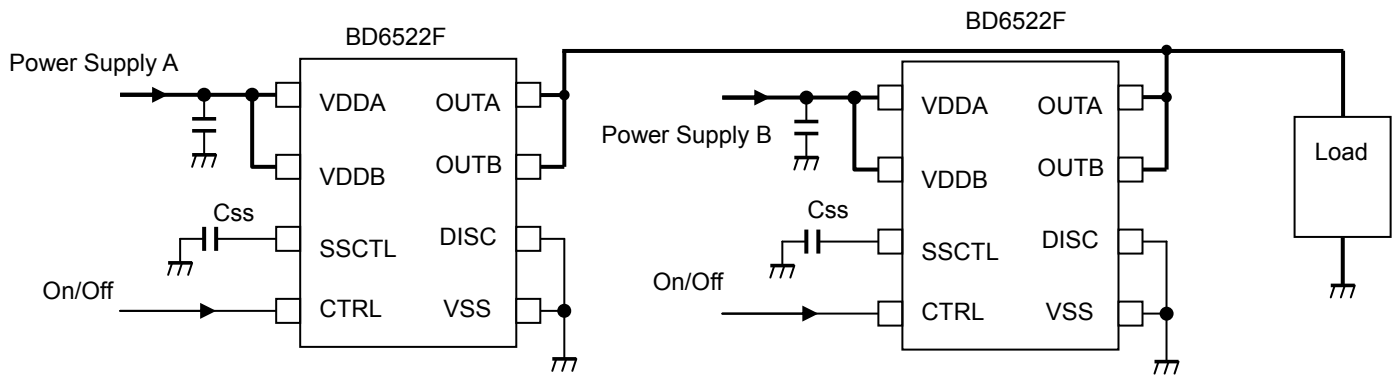 BD6522F
BD6522F
Power Supply A
VDDA
OUTA
VDDB
OUTB
Css
SSCTL
DISC
On/Off
CTRL
VSS
Power Supply B
VDDA
OUTA
VDDB
OUTB
Css
SSCTL
DISC
On/Off
CTRL
VSS
Load